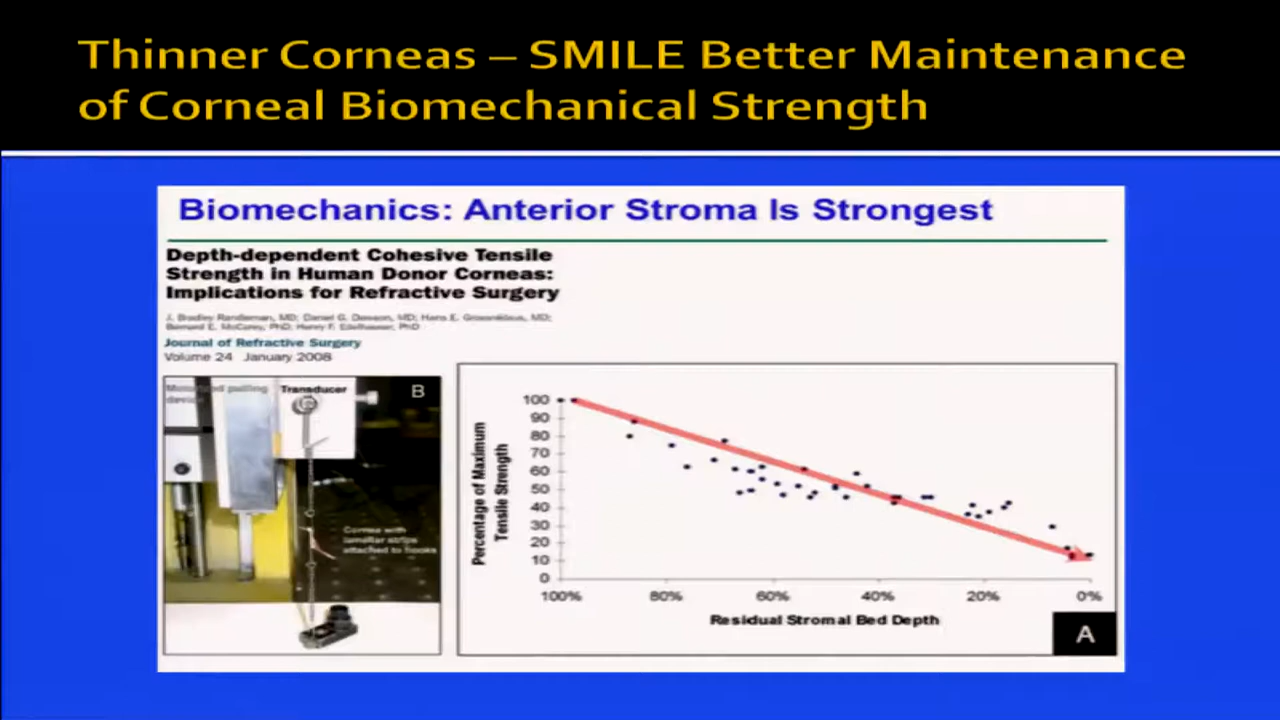 Thinner Corneas – SMILE Better Maintenance
of Corneal Biomechanical Strength
Biomechanics: Anterior Stroma Is Strongest
Depth-dependent Cohesive Tensile
Strength in Human Donor Corneas:
Implications for Refractive Surgery
J. Bradley Randleman, MD; Daniel G. Dawson, MD; Hans E. Grossniklaus, MD;
Bernard E. McCarey, PhD; Henry F. Edelhauser, PhD
Journal of Refractive Surgery
Volume 24 January 2008
Motorized pulling
device
Transducer
B
Cornea with
lamellar strips
attached to hooks
Percentage of Maximum
Tensile Strength
100
90
80
70
60
50
40
30
20
10
0
100% 80% 60% 40% 20% 0%
Residual Stromal Bed Depth
A